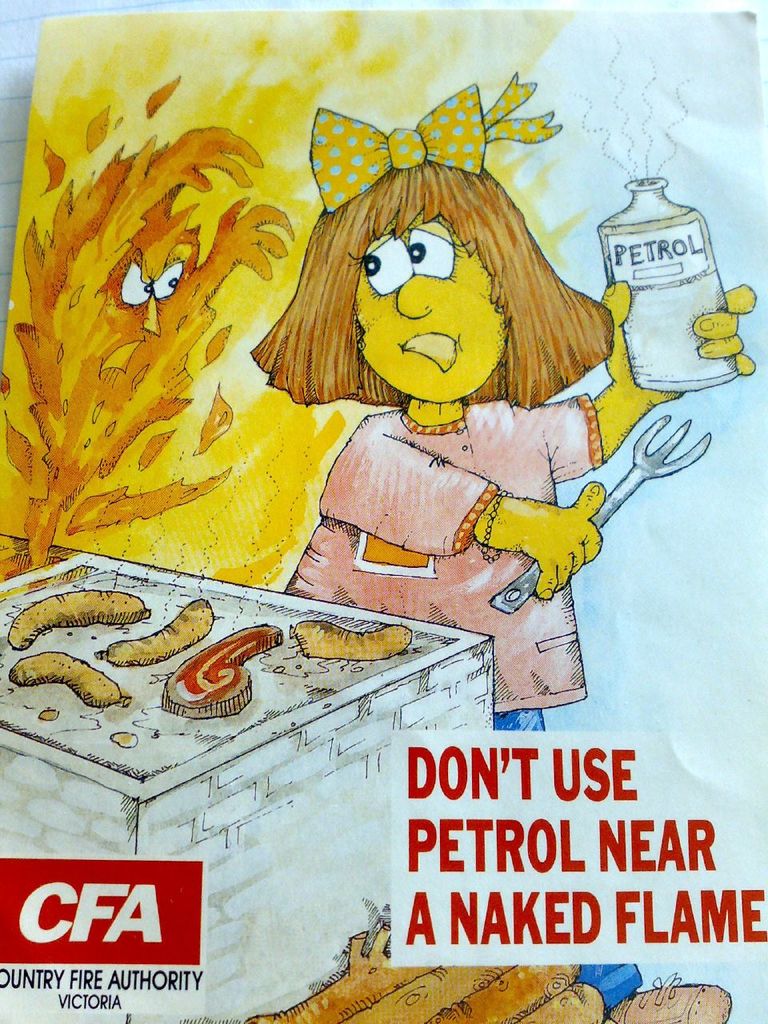 PETROL
DON'T USE
PETROL NEAR
A NAKED FLAME
CFA
OUNTRY FIRE AUTHORITY
VICTORIA